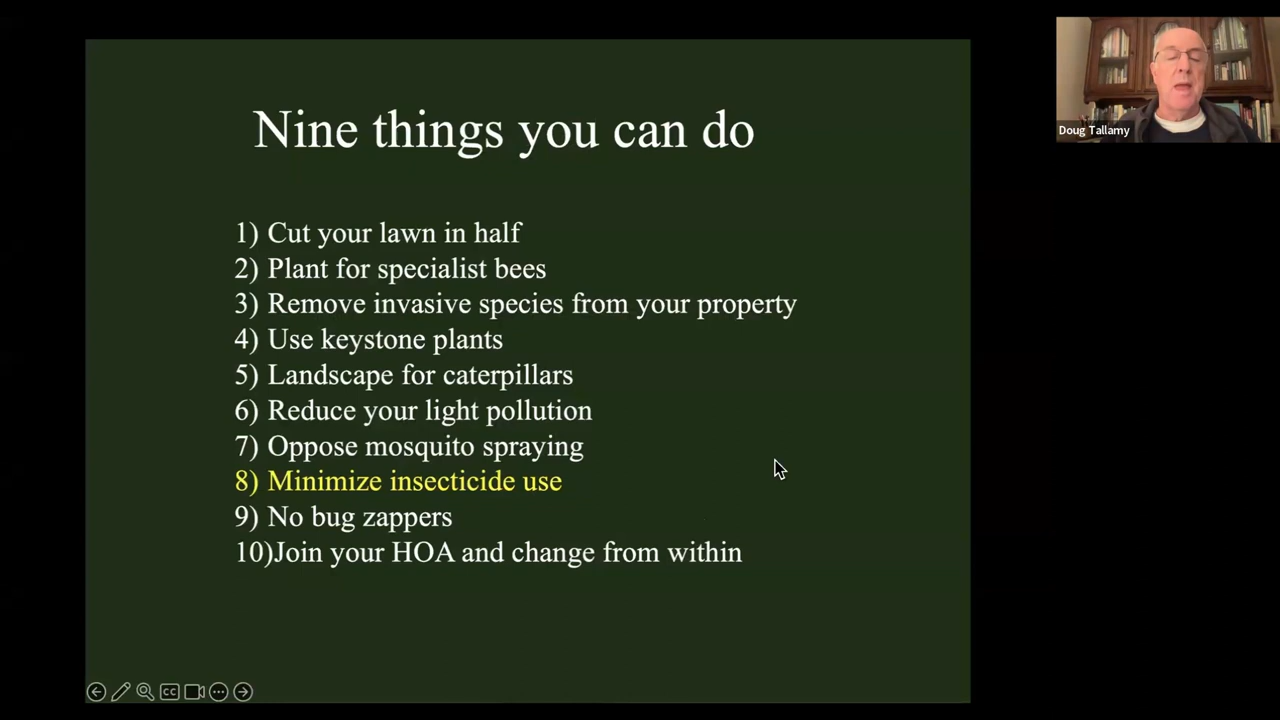 Nine things you can do
1) Cut your lawn in half
2) Plant for specialist bees
3) Remove invasive species from your property
4) Use keystone plants
5) Landscape for caterpillars
6) Reduce your light pollution
7) Oppose mosquito spraying
8) Minimize insecticide use
9) No bug zappers
10)Join your HOA and change from within
Doug Tallamy
CC